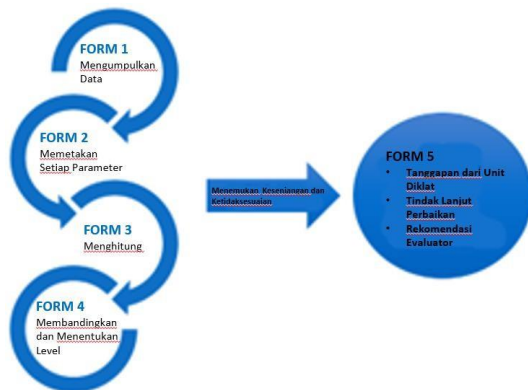 FORM 1
Mengumpulkan
Data
FORM 2
Memetakan
Setiap Parameter
FORM 3
Menghitung
FORM 4
Membandingkan
dan Menentukan
Level
Menemukan Kesenjangan dan
Ketidaksesuaian
FORM 5
• Tanggapan dari Unit
Diklat
• Tindak Lanjut
Perbaikan
• Rekomendasi
Evaluator